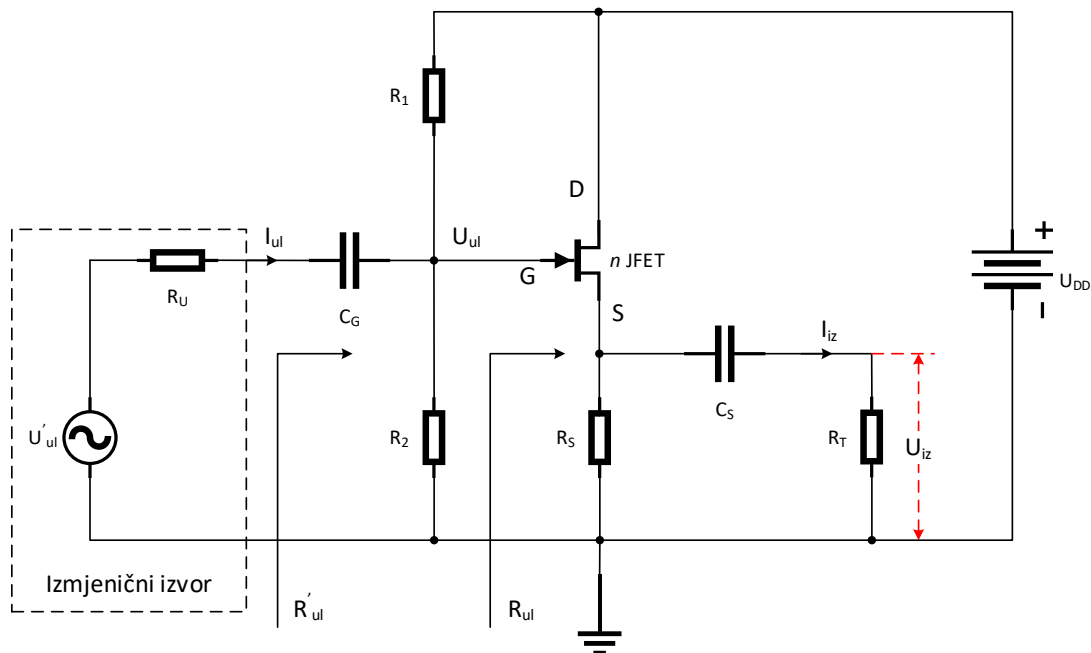 R1
D
Iul
Uul
n JFET
+
G
RU
UDD
CG
S
Iiz
CS
U'ul
R2
RS
RT
Uiz
Izmjenični izvor
R'ul
Rul